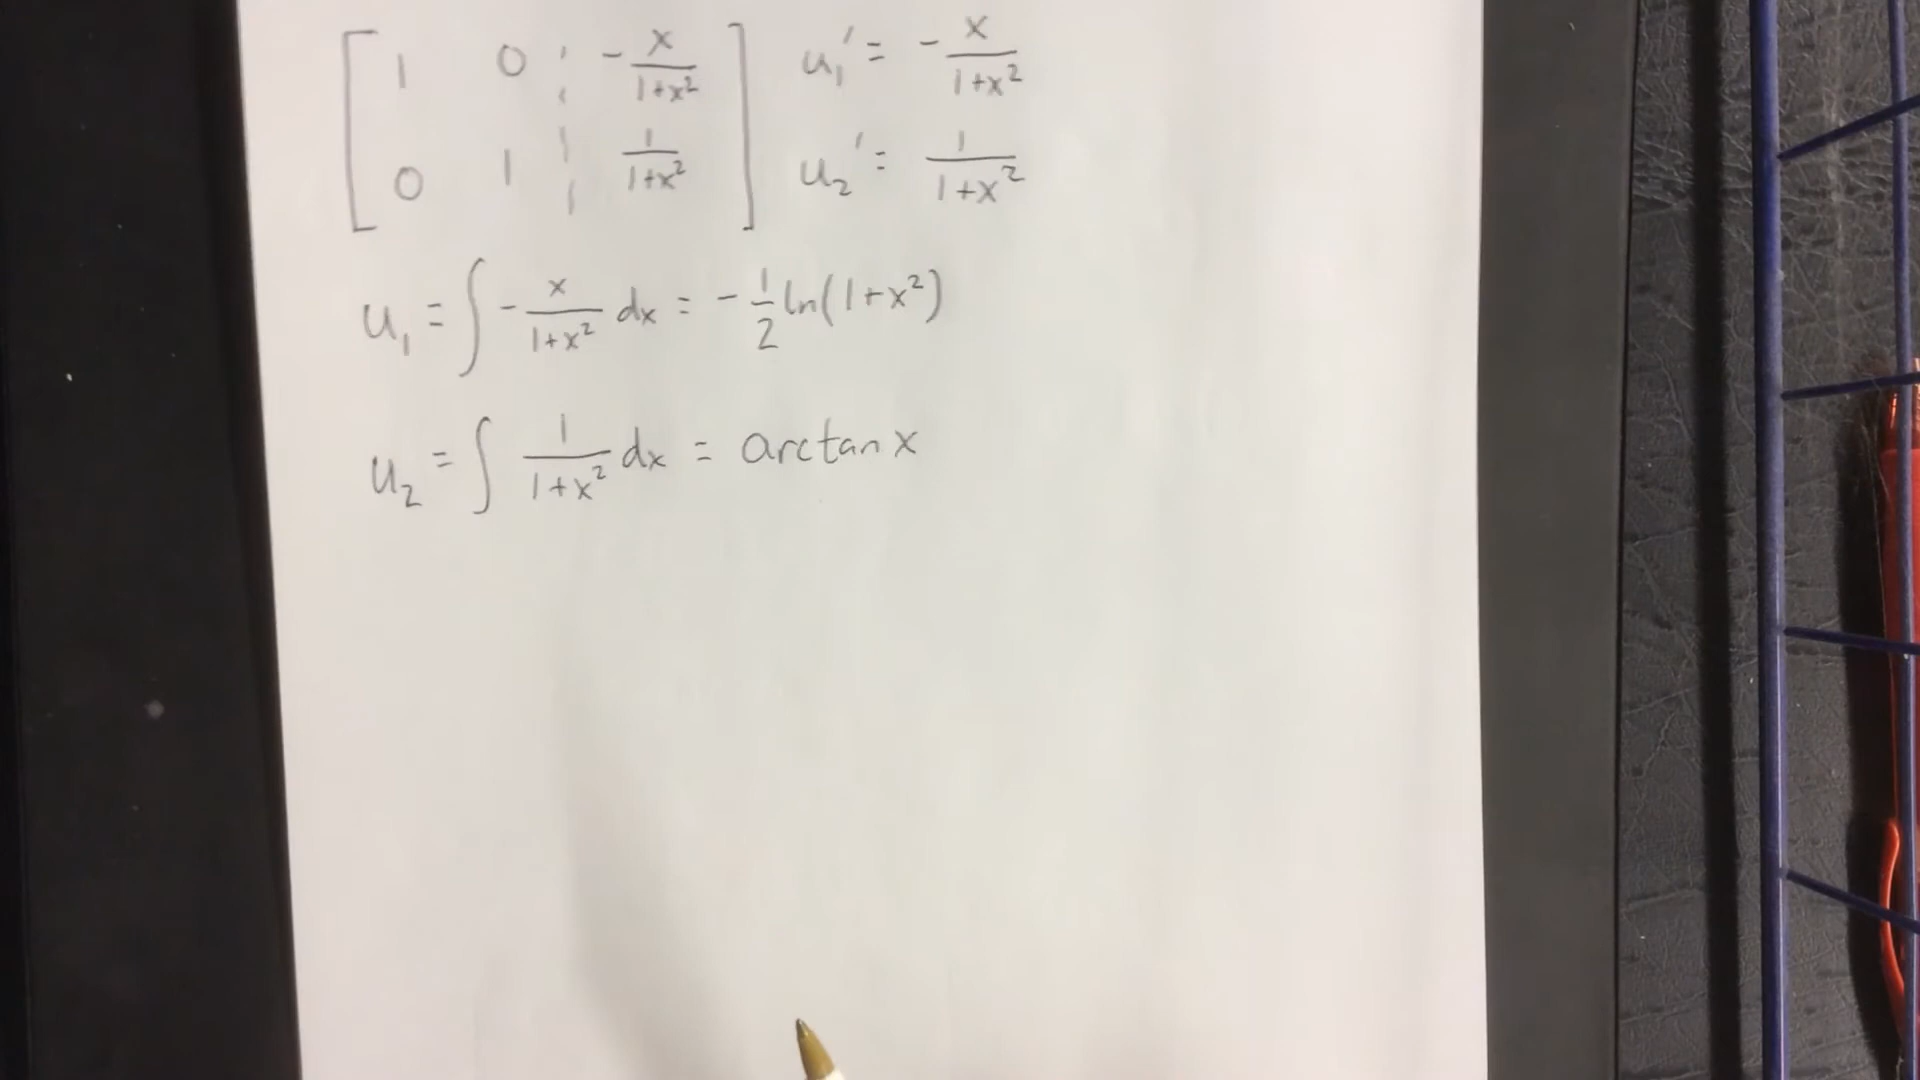 [ 1 0 ¦ -x/(1+x²) ] u₁' = -x/(1+x²)
[ 0 1 ¦ 1/(1+x²) ] u₂' = 1/(1+x²)
u₁ = ∫ -x/(1+x²) dx = -1/2 ln(1+x²)
u₂ = ∫ 1/(1+x²) dx = arctan x